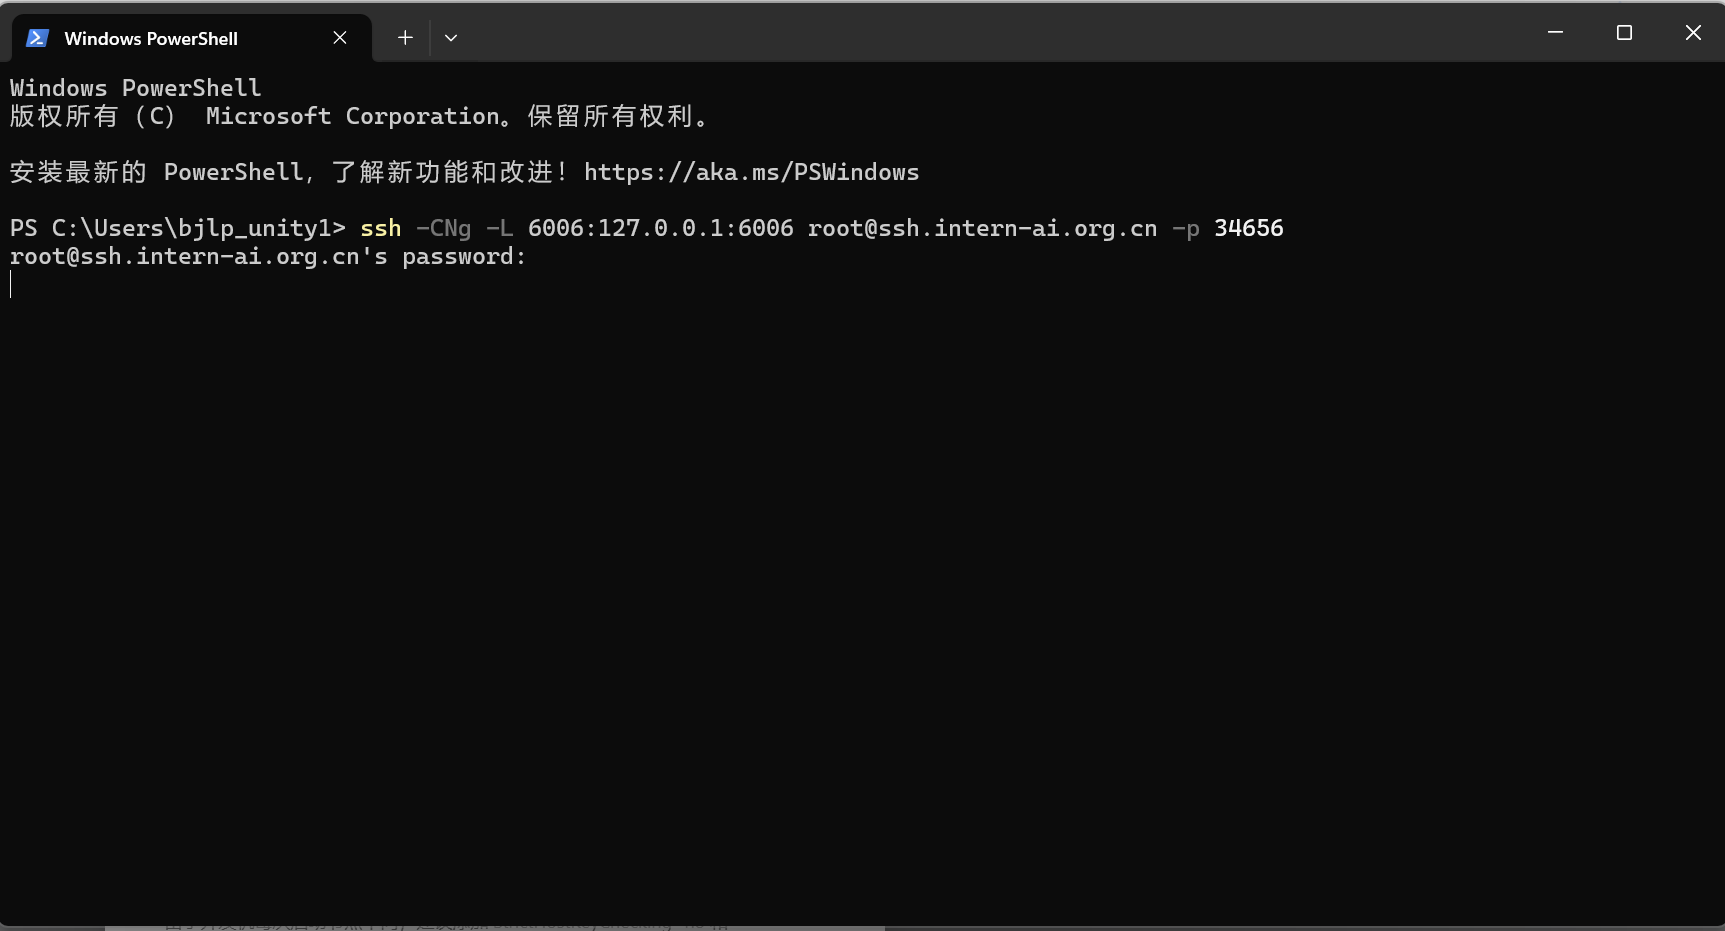 Windows PowerShell
Windows PowerShell
版权所有（C） Microsoft Corporation。保留所有权利。
安装最新的 PowerShell，了解新功能和改进！https://aka.ms/PSWindows
PS C:\Users\bjlp_unity1> ssh -CNg -L 6006:127.0.0.1:6006 root@ssh.intern-ai.org.cn -p 34656
root@ssh.intern-ai.org.cn's password: